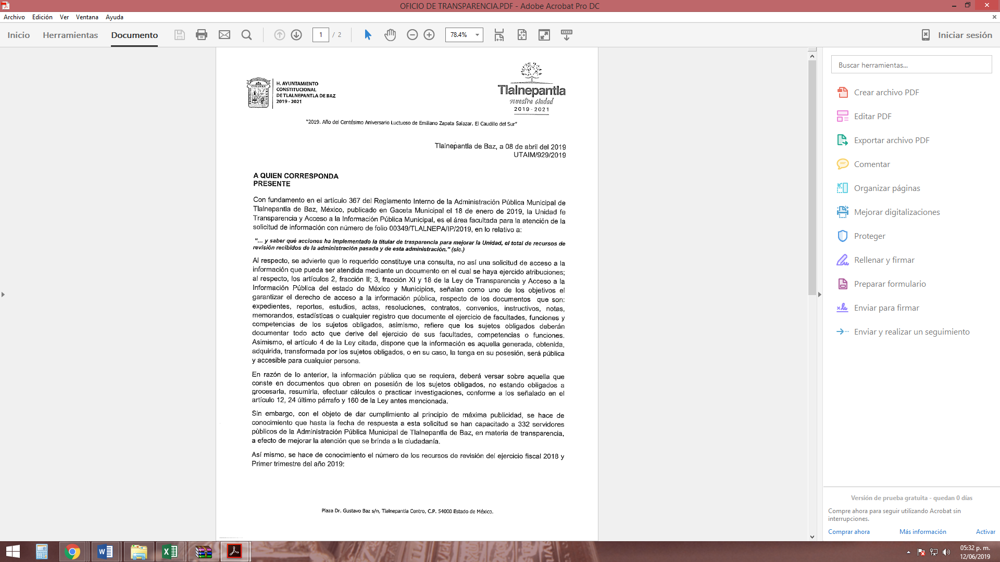 OFICIO DE TRANSPARENCIA.PDF - Adobe Acrobat Pro DC
Archivo Edición Ver Ventana Ayuda
Inicio Herramientas Documento 1 / 2 78.4% Iniciar sesión
H. AYUNTAMIENTO
CONSTITUCIONAL
DE TLALNEPANTLA DE BAZ
2019 - 2021
Tlalnepantla
nuestra ciudad
2019 - 2021
"2019. Año del Centésimo Aniversario Luctuoso de Emiliano Zapata Salazar. El Caudillo del Sur"
Tlalnepantla de Baz, a 08 de abril del 2019
UTAIM/929/2019
A QUIEN CORRESPONDA
PRESENTE
Con fundamento en el artículo 367 del Reglamento Interno de la Administración Pública Municipal de
Tlalnepantla de Baz, México, publicado en Gaceta Municipal el 18 de enero de 2019, la Unidad fe
Transparencia y Acceso a la Información Pública Municipal, es el área facultada para la atención de la
solicitud de información con número de folio 00349/TLALNEPA/IP/2019, en lo relativo a:
"... y saber qué acciones ha implementado la titular de trasparencia para mejorar la Unidad, el total de recursos de
revisión recibidos de la administración pasada y de esta administración." (sic.)
Al respecto, se advierte que lo requerido constituye una consulta, no así una solicitud de acceso a la
información que pueda ser atendida mediante un documento en el cual se haya ejercido atribuciones;
al respecto, los artículos 2, fracción II; 3, fracción XI y 18 de la Ley de Transparencia y Acceso a la
Información Pública del estado de México y Municipios, señalan como uno de los objetivos el
garantizar el derecho de acceso a la información pública, respecto de los documentos que son:
expedientes, reportes, estudios, actas, resoluciones, contratos, convenios, instructivos, notas,
memorandos, estadísticas o cualquier registro que documente el ejercicio de facultades, funciones y
competencias de los sujetos obligados, asimismo, refiere que los sujetos obligados deberán
documentar todo acto que derive del ejercicio de sus facultades, competencias o funciones.
Asimismo, el artículo 4 de la Ley citada, dispone que la información es aquella generada, obtenida,
adquirida, transformada por los sujetos obligados, o en su caso, la tenga en su posesión, será pública
y accesible para cualquier persona.
En razón de lo anterior, la información pública que se requiera, deberá versar sobre aquella que
conste en documentos que obren en posesión de los sujetos obligados, no estando obligados a
procesarla, resumirla, efectuar cálculos o practicar investigaciones, conforme a los señalado en el
artículo 12, 24 último párrafo y 160 de la Ley antes mencionada.
Sin embargo, con el objeto de dar cumplimiento al principio de máxima publicidad, se hace de
conocimiento que hasta la fecha de respuesta a esta solicitud se han capacitado a 332 servidores
públicos de la Administración Pública Municipal de Tlalnepantla de Baz, en materia de transparencia,
a efecto de mejorar la atención que se brinda a la ciudadanía.
Así mismo, se hace de conocimiento el número de los recursos de revisión del ejercicio fiscal 2018 y
Primer trimestre del año 2019:
Plaza Dr. Gustavo Baz s/n, Tlalnepantla Centro, C.P. 54000 Estado de México.
Buscar herramientas...
Crear archivo PDF
Editar PDF
Exportar archivo PDF
Comentar
Organizar páginas
Mejorar digitalizaciones
Proteger
Rellenar y firmar
Preparar formulario
Enviar para firmar
Enviar y realizar un seguimiento
Versión de prueba gratuita - quedan 0 días
Compre ahora para seguir utilizando Acrobat sin
interrupciones.
Comprar ahora Más información Activar
05:32 p. m.
12/06/2019